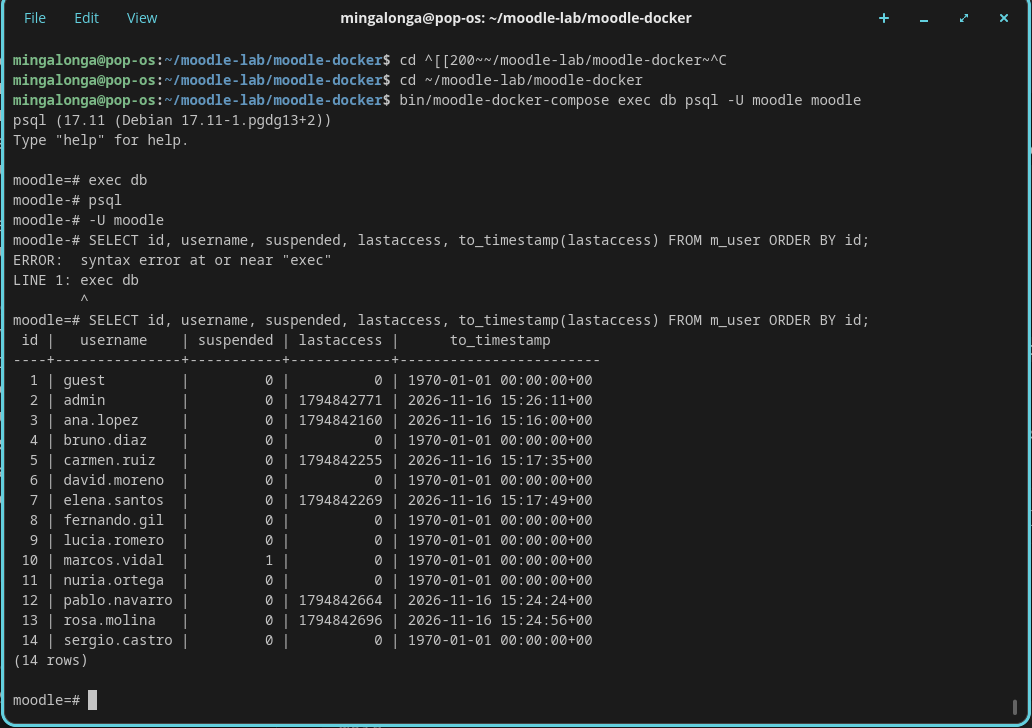 File Edit View mingalonga@pop-os: ~/moodle-lab/moodle-docker
mingalonga@pop-os:~/moodle-lab/moodle-docker$ cd ^[[200~~/moodle-lab/moodle-docker~^C
mingalonga@pop-os:~/moodle-lab/moodle-docker$ cd ~/moodle-lab/moodle-docker
mingalonga@pop-os:~/moodle-lab/moodle-docker$ bin/moodle-docker-compose exec db psql -U moodle moodle
psql (17.11 (Debian 17.11-1.pgdg13+2))
Type "help" for help.

moodle=# exec db
moodle-# psql
moodle-# -U moodle
moodle-# SELECT id, username, suspended, lastaccess, to_timestamp(lastaccess) FROM m_user ORDER BY id;
ERROR:  syntax error at or near "exec"
LINE 1: exec db
        ^
moodle=# SELECT id, username, suspended, lastaccess, to_timestamp(lastaccess) FROM m_user ORDER BY id;
 id |   username    | suspended | lastaccess |      to_timestamp
----+---------------+-----------+------------+------------------------
  1 | guest         |         0 |          0 | 1970-01-01 00:00:00+00
  2 | admin         |         0 | 1794842771 | 2026-11-16 15:26:11+00
  3 | ana.lopez     |         0 | 1794842160 | 2026-11-16 15:16:00+00
  4 | bruno.diaz    |         0 |          0 | 1970-01-01 00:00:00+00
  5 | carmen.ruiz   |         0 | 1794842255 | 2026-11-16 15:17:35+00
  6 | david.moreno  |         0 |          0 | 1970-01-01 00:00:00+00
  7 | elena.santos  |         0 | 1794842269 | 2026-11-16 15:17:49+00
  8 | fernando.gil  |         0 |          0 | 1970-01-01 00:00:00+00
  9 | lucia.romero  |         0 |          0 | 1970-01-01 00:00:00+00
 10 | marcos.vidal  |         1 |          0 | 1970-01-01 00:00:00+00
 11 | nuria.ortega  |         0 |          0 | 1970-01-01 00:00:00+00
 12 | pablo.navarro |         0 | 1794842664 | 2026-11-16 15:24:24+00
 13 | rosa.molina   |         0 | 1794842696 | 2026-11-16 15:24:56+00
 14 | sergio.castro |         0 |          0 | 1970-01-01 00:00:00+00
(14 rows)

moodle=#